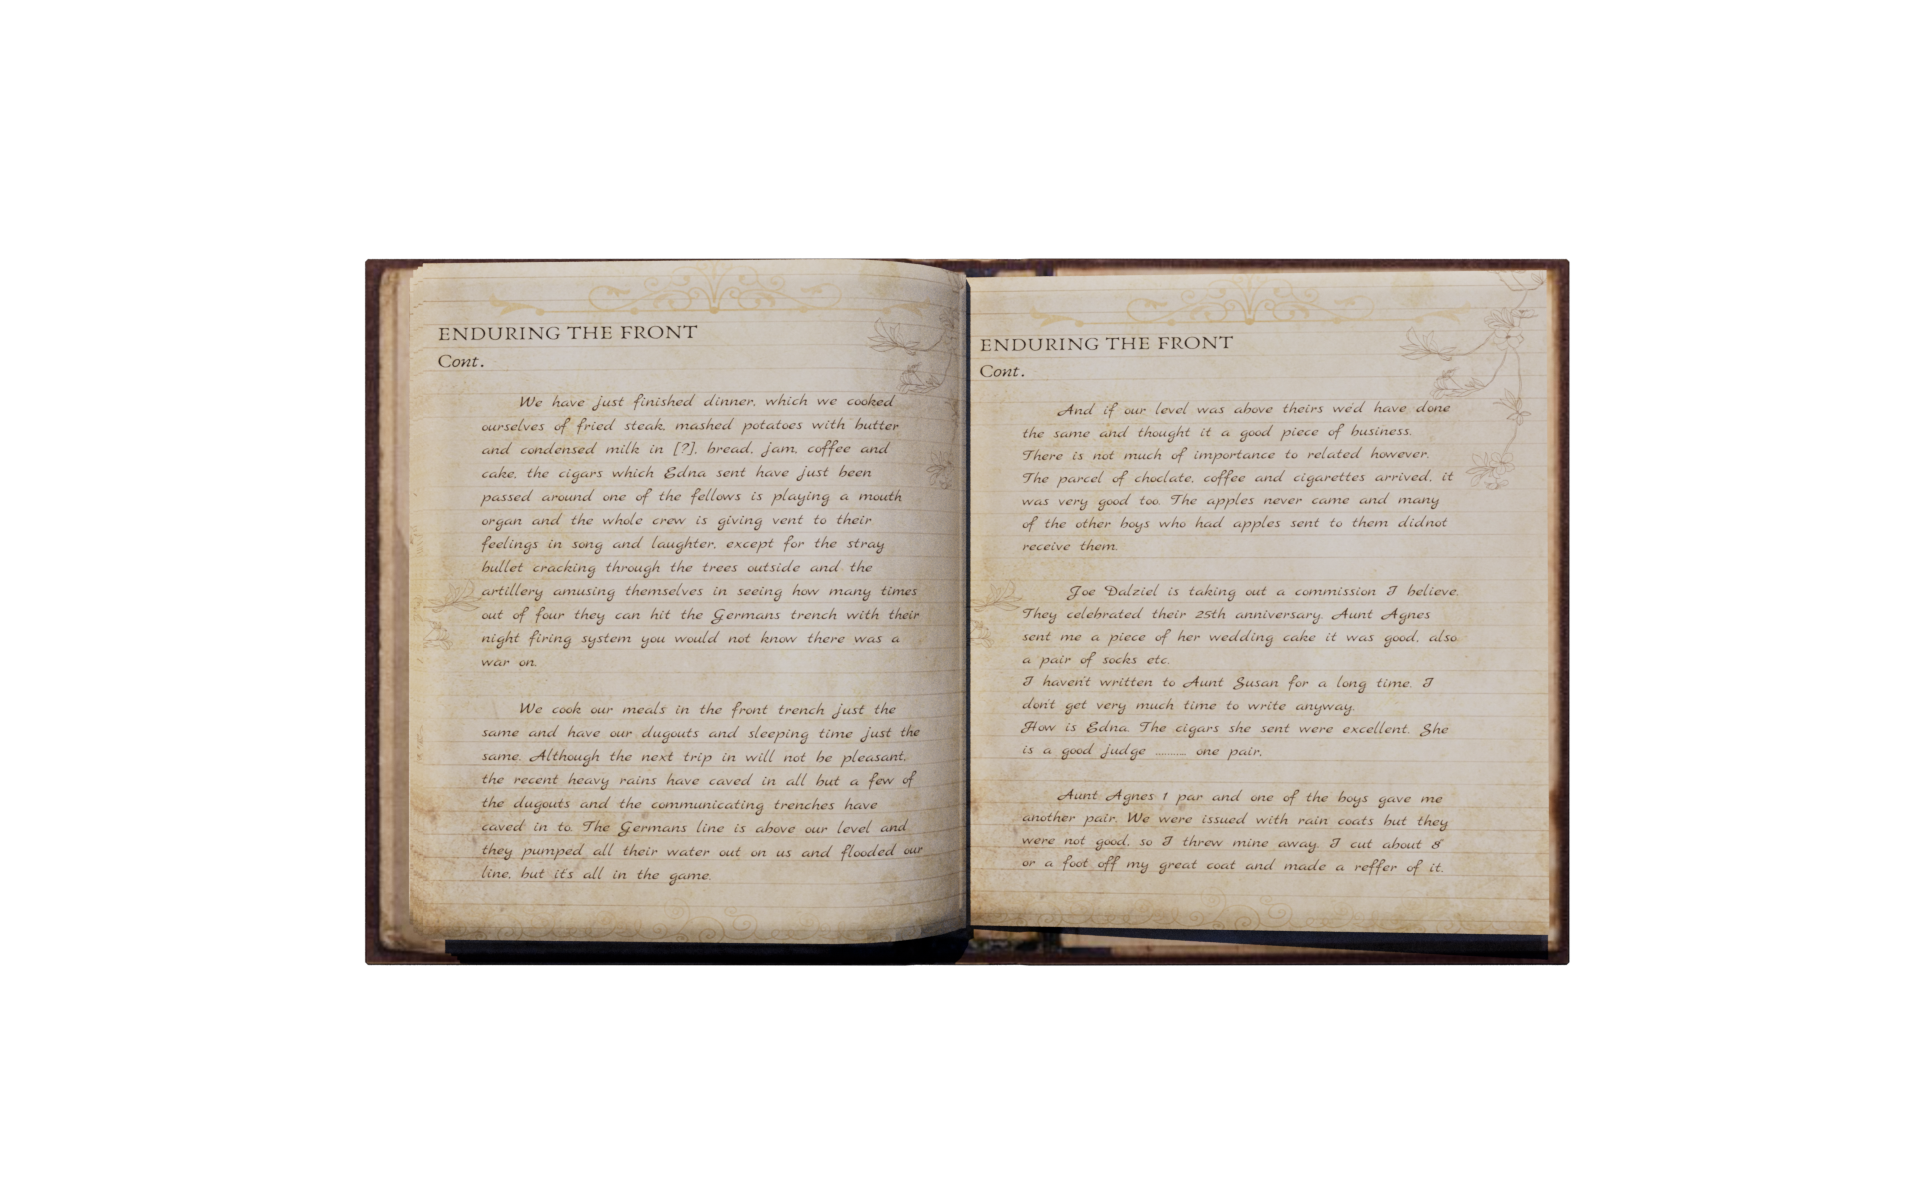 ENDURING THE FRONT
Cont.
We have just finished dinner, which we cooked
ourselves of fried steak, mashed potatoes with butter
and condensed milk in [?], bread, jam, coffee and
cake, the cigars which Edna sent have just been
passed around one of the fellows is playing a mouth
organ and the whole crew is giving vent to their
feelings in song and laughter, except for the stray
bullet cracking through the trees outside and the
artillery amusing themselves in seeing how many times
out of four they can hit the Germans trench with their
night firing system you would not know there was a
war on.
We cook our meals in the front trench just the
same and have our dugouts and sleeping time just the
same. Although the next trip in will not be pleasant,
the recent heavy rains have caved in all but a few of
the dugouts and the communicating trenches have
caved in to. The Germans line is above our level and
they pumped all their water out on us and flooded our
line, but it's all in the game.
ENDURING THE FRONT
Cont.
And if our level was above theirs we'd have done
the same and thought it a good piece of business.
There is not much of importance to related however.
The parcel of choclate, coffee and cigarettes arrived, it
was very good too. The apples never came and many
of the other boys who had apples sent to them didnot
receive them.
Joe Dalziel is taking out a commission I believe.
They celebrated their 25th anniversary. Aunt Agnes
sent me a piece of her wedding cake it was good, also
a pair of socks etc.
I haven't written to Aunt Susan for a long time. I
don't get very much time to write anyway.
How is Edna. The cigars she sent were excellent. She
is a good judge .......... one pair,
Aunt Agnes 1 par and one of the boys gave me
another pair. We were issued with rain coats but they
were not good, so I threw mine away. I cut about 8'
or a foot off my great coat and made a reffer of it.